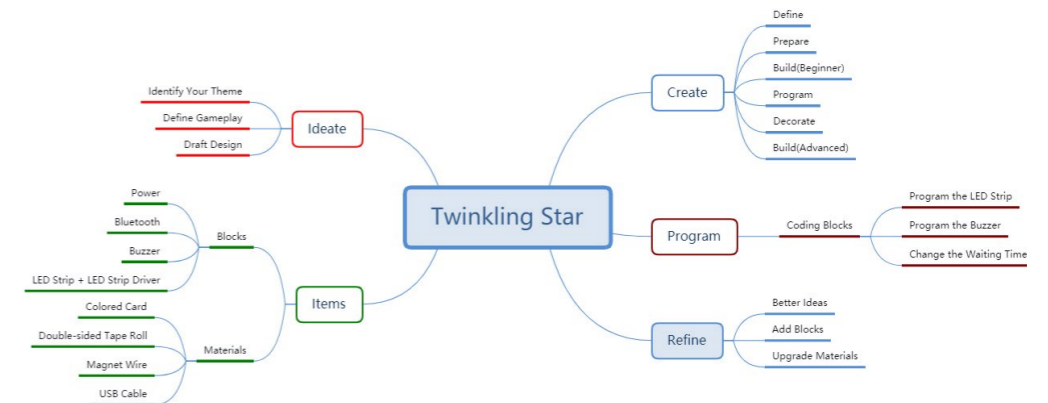 Twinkling Star
Ideate
Identify Your Theme
Define Gameplay
Draft Design
Items
Blocks
Power
Bluetooth
Buzzer
LED Strip + LED Strip Driver
Materials
Colored Card
Double-sided Tape Roll
Magnet Wire
USB Cable
Create
Define
Prepare
Build(Beginner)
Program
Decorate
Build(Advanced)
Program
Coding Blocks
Program the LED Strip
Program the Buzzer
Change the Waiting Time
Refine
Better Ideas
Add Blocks
Upgrade Materials